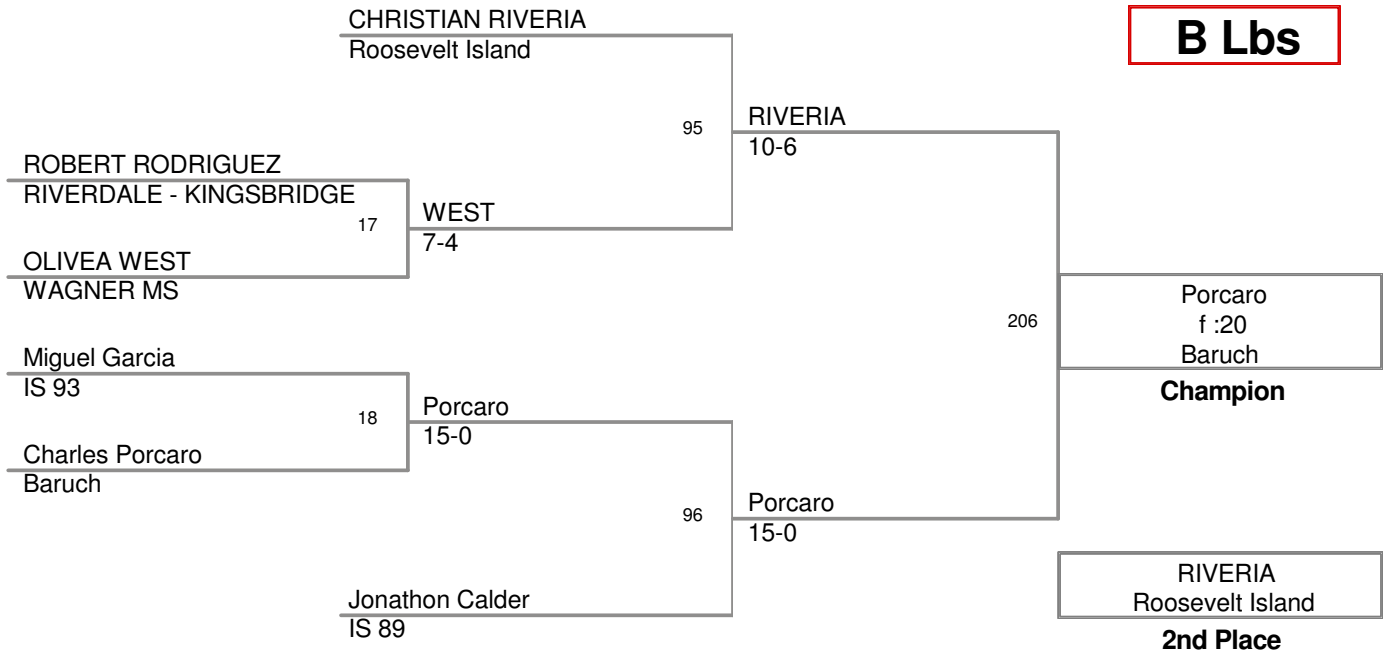 CHRISTIAN RIVERIA
Roosevelt Island
B Lbs
95
RIVERIA
10-6
ROBERT RODRIGUEZ
RIVERDALE - KINGSBRIDGE
17
WEST
7-4
OLIVEA WEST
WAGNER MS
206
Porcaro
f :20
Baruch
Champion
Miguel Garcia
IS 93
18
Porcaro
15-0
Charles Porcaro
Baruch
96
Porcaro
15-0
Jonathon Calder
IS 89
RIVERIA
Roosevelt Island
2nd Place